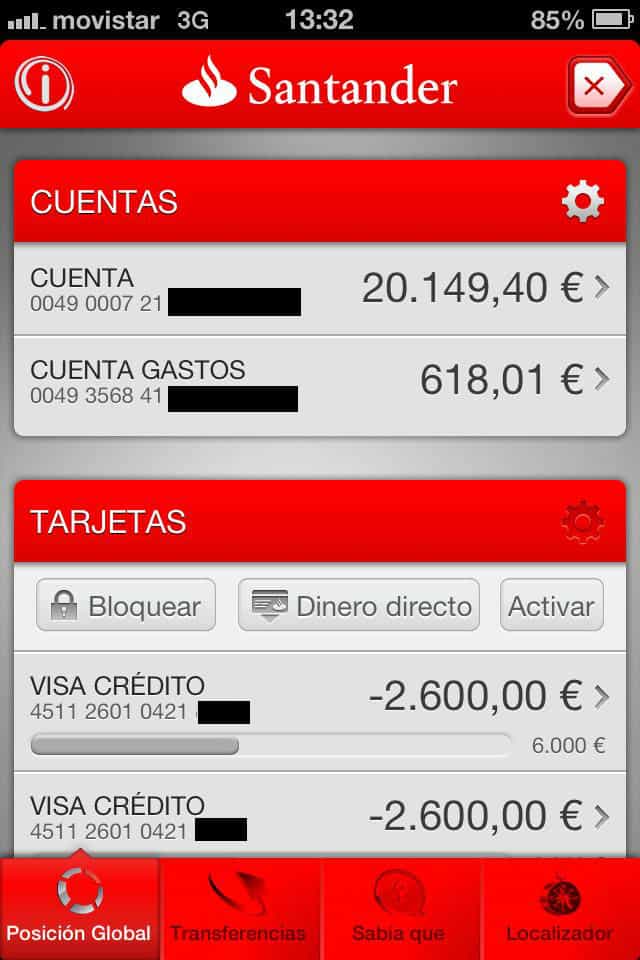 movistar 3G 13:32 85%
Santander
CUENTAS
CUENTA
0049 0007 21
20.149,40 €
CUENTA GASTOS
0049 3568 41
618,01 €
TARJETAS
Bloquear
Dinero directo
Activar
VISA CRÉDITO
4511 2601 0421
-2.600,00 €
6.000 €
VISA CRÉDITO
4511 2601 0421
-2.600,00 €
Posición Global
Transferencias
Sabia que
Localizador